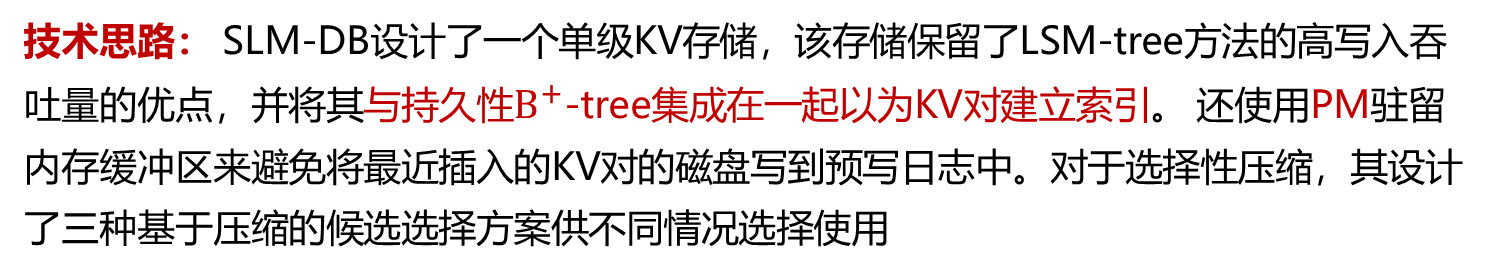 技术思路： SLM-DB设计了一个单级KV存储，该存储保留了LSM-tree方法的高写入吞
吐量的优点，并将其与持久性B⁺-tree集成在一起以为KV对建立索引。 还使用PM驻留
内存缓冲区来避免将最近插入的KV对的磁盘写到预写日志中。对于选择性压缩，其设计
了三种基于压缩的候选选择方案供不同情况选择使用